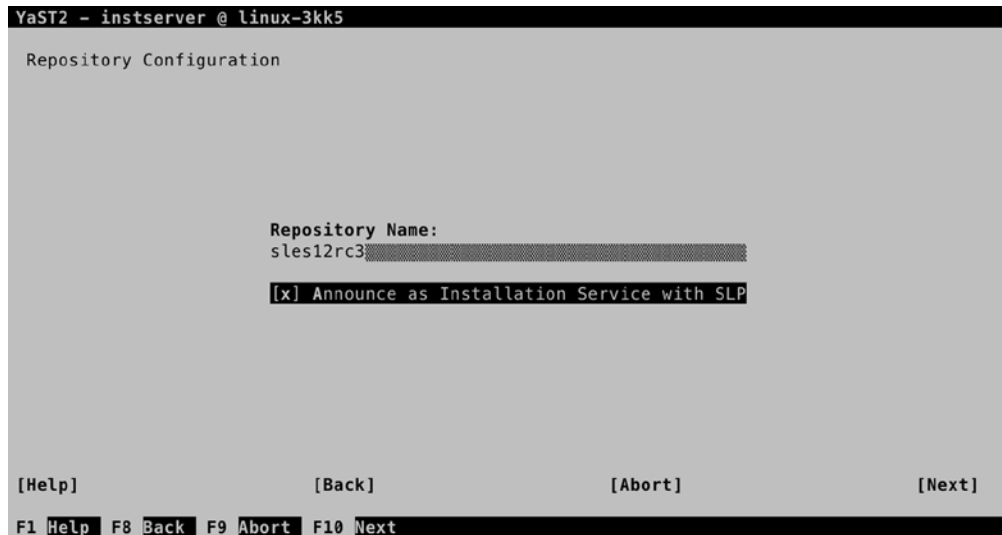 YaST2 - instserver @ linux-3kk5
Repository Configuration
Repository Name:
sles12rc3
[x] Announce as Installation Service with SLP
[Help] [Back] [Abort] [Next]
F1 Help F8 Back F9 Abort F10 Next